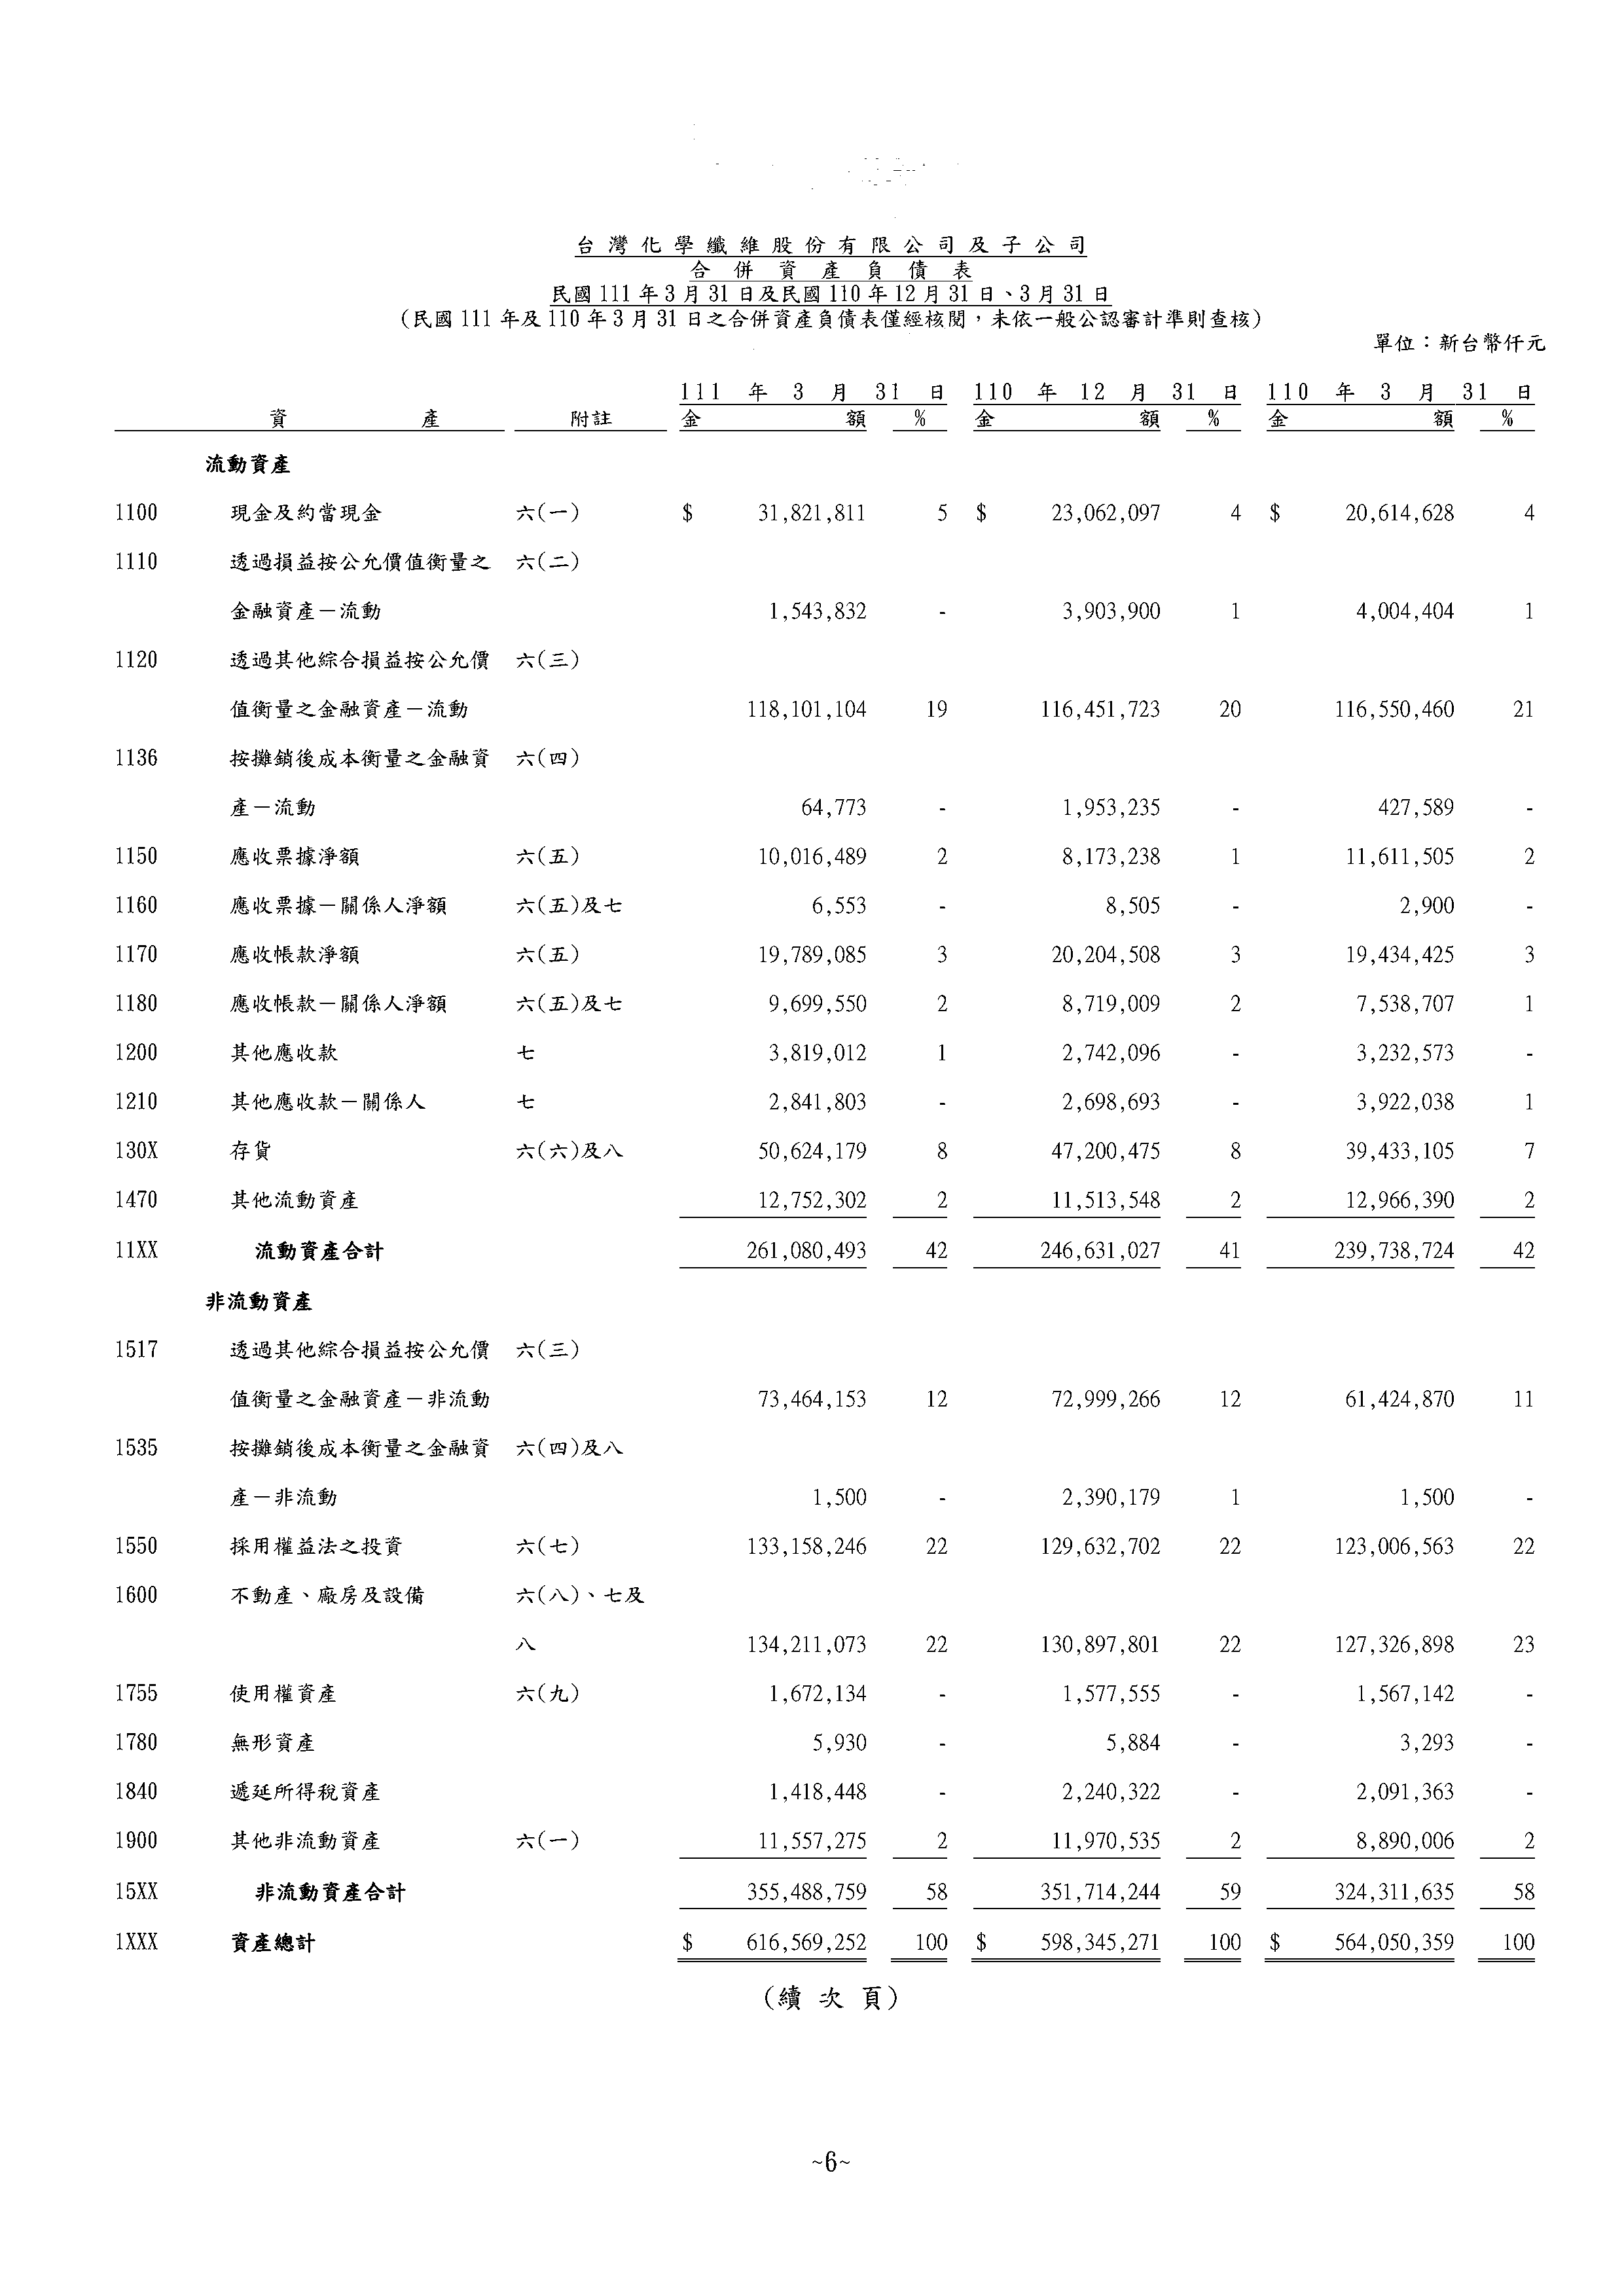 台灣化學纖維股份有限公司及子公司
合併資產負債表
民國111年3月31日及民國110年12月31日、3月31日
(民國111年及110年3月31日之合併資產負債表僅經核閱,未依一般公認審計準則查核)
單位:新台幣仟元
111年3月31日 110年12月31日 110年3月31日
資產 附註 金額 % 金額 % 金額 %
流動資產
1100 現金及約當現金 六(一) $ 31,821,811 5 $ 23,062,097 4 $ 20,614,628 4
1110 透過損益按公允價值衡量之 六(二)
金融資產-流動 1,543,832 - 3,903,900 1 4,004,404 1
1120 透過其他綜合損益按公允價 六(三)
值衡量之金融資產-流動 118,101,104 19 116,451,723 20 116,550,460 21
1136 按攤銷後成本衡量之金融資 六(四)
產-流動 64,773 - 1,953,235 - 427,589 -
1150 應收票據淨額 六(五) 10,016,489 2 8,173,238 1 11,611,505 2
1160 應收票據-關係人淨額 六(五)及七 6,553 - 8,505 - 2,900 -
1170 應收帳款淨額 六(五) 19,789,085 3 20,204,508 3 19,434,425 3
1180 應收帳款-關係人淨額 六(五)及七 9,699,550 2 8,719,009 2 7,538,707 1
1200 其他應收款 七 3,819,012 1 2,742,096 - 3,232,573 -
1210 其他應收款-關係人 七 2,841,803 - 2,698,693 - 3,922,038 1
130X 存貨 六(六)及八 50,624,179 8 47,200,475 8 39,433,105 7
1470 其他流動資產 12,752,302 2 11,513,548 2 12,966,390 2
11XX 流動資產合計 261,080,493 42 246,631,027 41 239,738,724 42
非流動資產
1517 透過其他綜合損益按公允價 六(三)
值衡量之金融資產-非流動 73,464,153 12 72,999,266 12 61,424,870 11
1535 按攤銷後成本衡量之金融資 六(四)及八
產-非流動 1,500 - 2,390,179 1 1,500 -
1550 採用權益法之投資 六(七) 133,158,246 22 129,632,702 22 123,006,563 22
1600 不動產、廠房及設備 六(八)、七及
八 134,211,073 22 130,897,801 22 127,326,898 23
1755 使用權資產 六(九) 1,672,134 - 1,577,555 - 1,567,142 -
1780 無形資產 5,930 - 5,884 - 3,293 -
1840 遞延所得稅資產 1,418,448 - 2,240,322 - 2,091,363 -
1900 其他非流動資產 六(一) 11,557,275 2 11,970,535 2 8,890,006 2
15XX 非流動資產合計 355,488,759 58 351,714,244 59 324,311,635 58
1XXX 資產總計 $ 616,569,252 100 $ 598,345,271 100 $ 564,050,359 100
(續次頁)
~6~